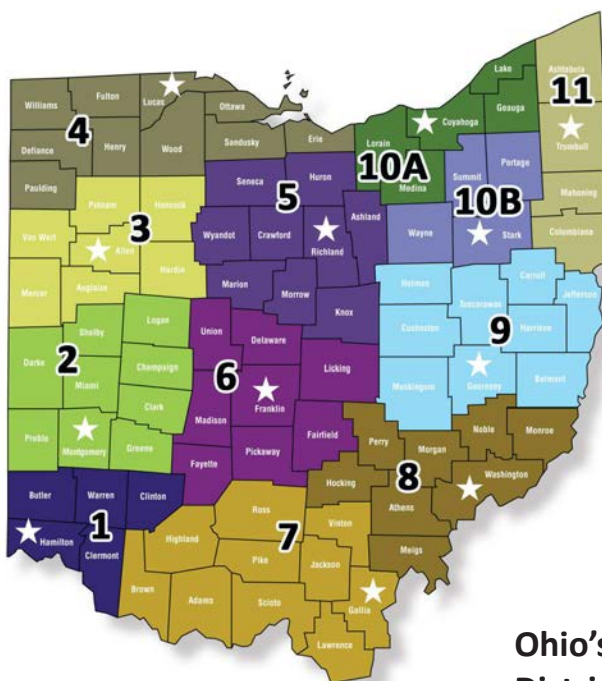 Lake
Ashtabula
11
Williams
Fulton
Lucas
Ottawa
Geauga
Cuyahoga
4
Lorain
Trumbull
Defiance
Henry
Wood
Sandusky
Erie
10A
Medina
Summit
Portage
Paulding
Seneca
Huron
5
10B
Mahoning
Putnam
Hancock
3
Van Wert
Allen
Wyandot
Crawford
Richland
Ashland
Wayne
Stark
Columbiana
Mercer
Auglaize
Hardin
Marion
Morrow
Knox
Holmes
Tuscarawas
Carroll
Jefferson
Logan
Shelby
Union
Delaware
Coshocton
Harrison
9
Darke
2
Miami
Champaign
Clark
6
Licking
Muskingum
Guernsey
Belmont
Madison
Franklin
Preble
Montgomery
Greene
Fairfield
Perry
Morgan
Noble
Monroe
Fayette
Pickaway
Hocking
8
Washington
Butler
Warren
Clinton
1
Ross
7
Vinton
Athens
Hamilton
Clermont
Highland
Pike
Jackson
Meigs
Brown
Adams
Scioto
Gallia
Lawrence
Ohio's